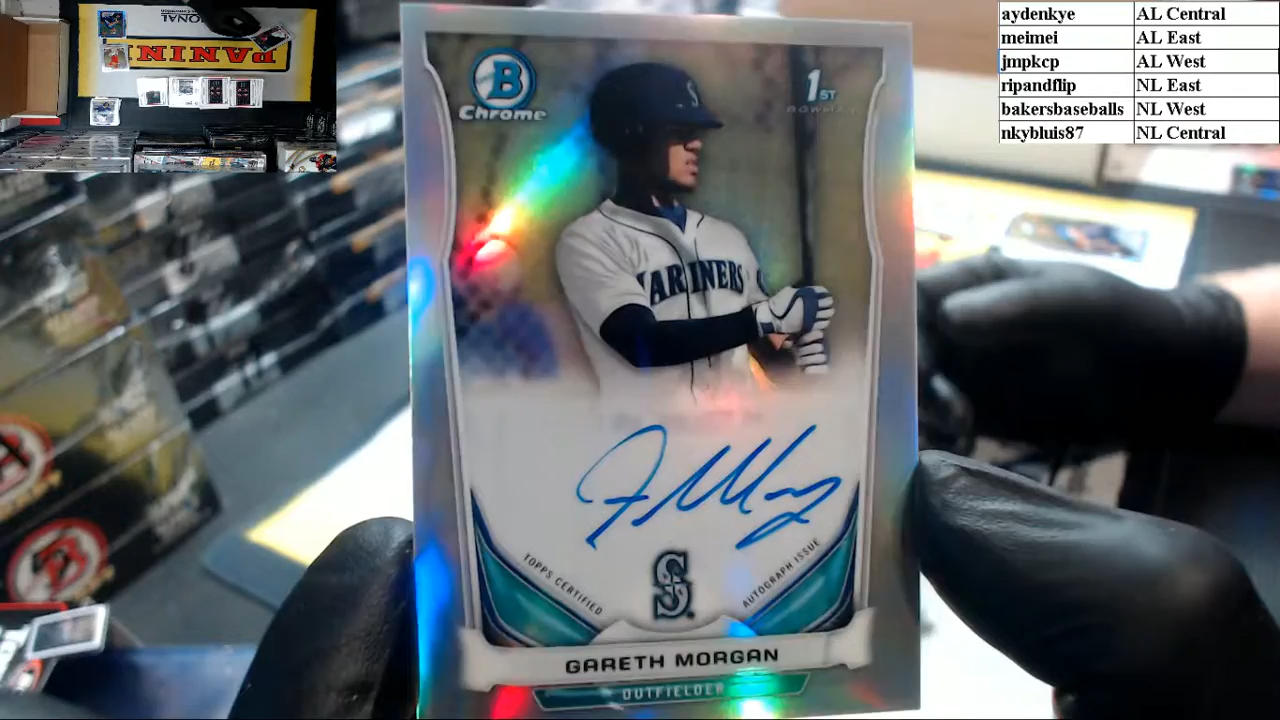 aydenkye AL Central
meimei AL East
jmpkcp AL West
ripandflip NL East
bakersbaseballs NL West
nkybluis87 NL Central
PANINI
B
Chrome
1ST
BOWMAN
S
MARINERS
TOPPS CERTIFIED
AUTOGRAPH ISSUE
S
GARETH MORGAN
OUTFIELDER
B